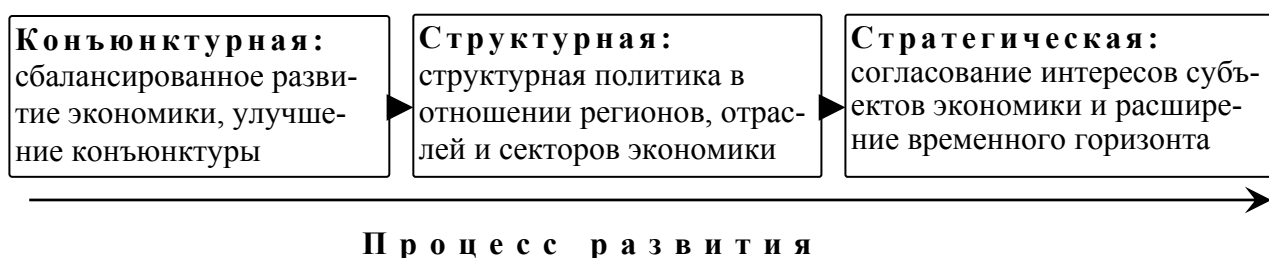 Конъюнктурная:
сбалансированное разви-
тие экономики, улучше-
ние конъюнктуры
Структурная:
структурная политика в
отношении регионов, отрас-
лей и секторов экономики
Стратегическая:
согласование интересов субъ-
ектов экономики и расшире-
ние временного горизонта
Процесс развития